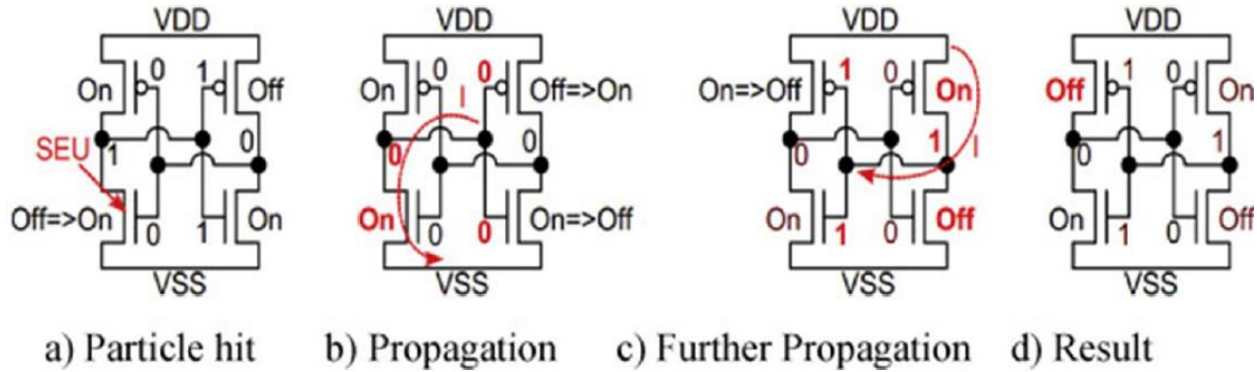 VDD
On 0 1 Off
SEU 1 0
Off=>On 0 1 On
VSS
a) Particle hit
VDD
On 0 0 Off=>On
I
0 0
On 0 0 On=>Off
VSS
b) Propagation
VDD
On=>Off 1 0 On
0 1 I
On 1 0 Off
VSS
c) Further Propagation
VDD
Off 1 0 On
0 1
On 1 0 Off
VSS
d) Result